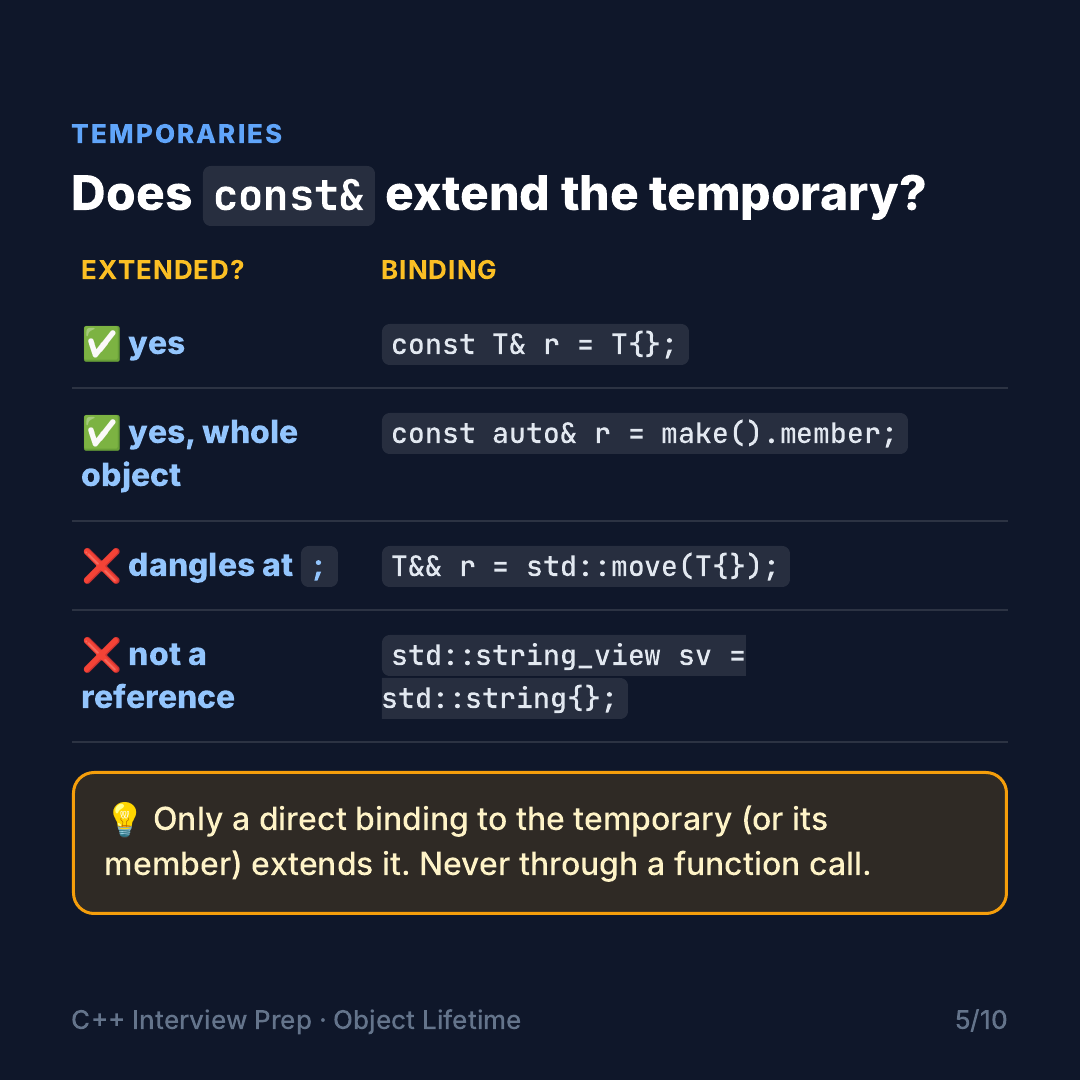 TEMPORARIES
Does const& extend the temporary?
EXTENDED? BINDING
✅ yes const T& r = T{};
✅ yes, whole const auto& r = make().member;
object
❌ dangles at ; T&& r = std::move(T{});
❌ not a std::string_view sv =
reference std::string{};
💡 Only a direct binding to the temporary (or its
member) extends it. Never through a function call.
C++ Interview Prep · Object Lifetime 5/10